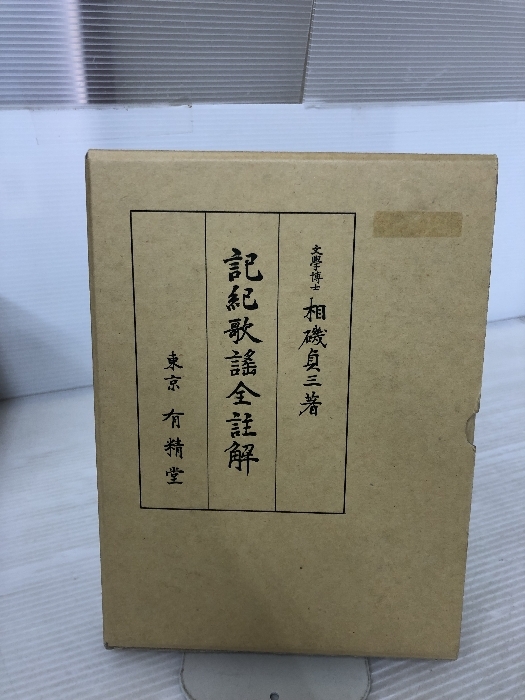 文學博士 相磯貞三著
記紀歌謠全註解
東京 有精堂